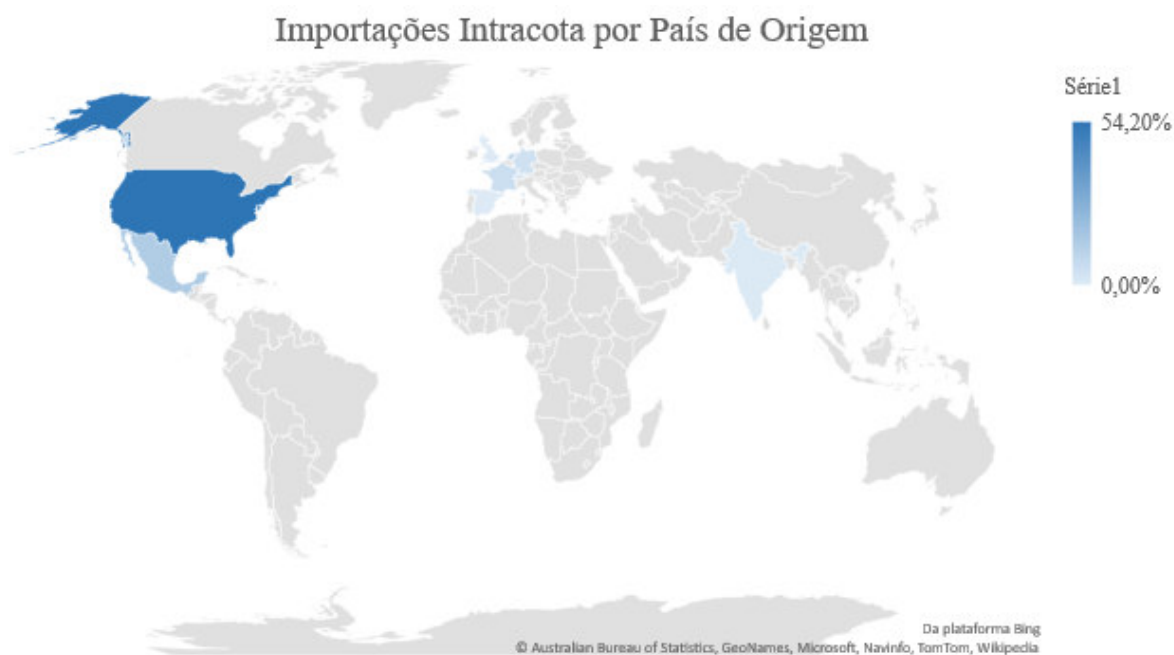 Importações Intracota por País de Origem
Série1
54,20%
0,00%
Da plataforma Bing
© Australian Bureau of Statistics, GeoNames, Microsoft, Navinfo, TomTom, Wikipedia